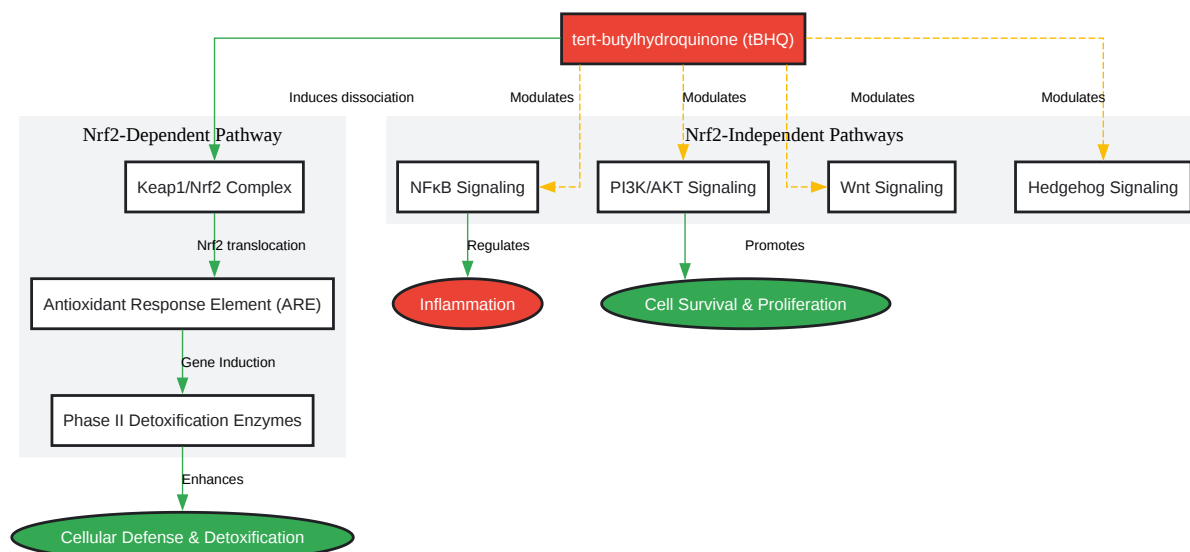 tert-butylhydroquinone (tBHQ)
Induces dissociation
Modulates
Modulates
Modulates
Modulates
Nrf2-Dependent Pathway
Nrf2-Independent Pathways
Keap1/Nrf2 Complex
NFκB Signaling
PI3K/AKT Signaling
Wnt Signaling
Hedgehog Signaling
Nrf2 translocation
Regulates
Promotes
Antioxidant Response Element (ARE)
Inflammation
Cell Survival & Proliferation
Gene Induction
Phase II Detoxification Enzymes
Enhances
Cellular Defense & Detoxification